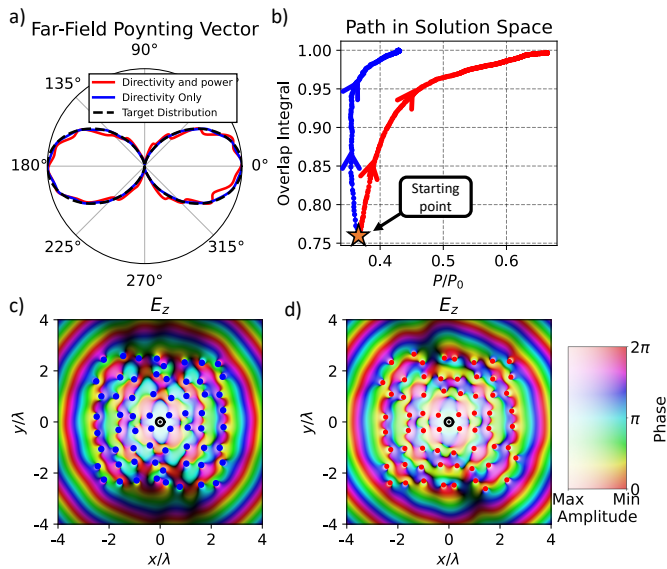 a)
Far-Field Poynting Vector
90°
135°
Directivity and power
Directivity Only
Target Distribution
180°
0°
225°
315°
270°
b)
Path in Solution Space
Overlap Integral
1.00
0.95
0.90
0.85
0.80
0.75
Starting
point
0.4
0.5
0.6
P/P₀
c)
E_z
y/λ
4
2
0
−2
−4
−4
−2
0
2
4
x/λ
d)
E_z
y/λ
4
2
0
−2
−4
−4
−2
0
2
4
x/λ
2π
π
0
Phase
Max
Min
Amplitude